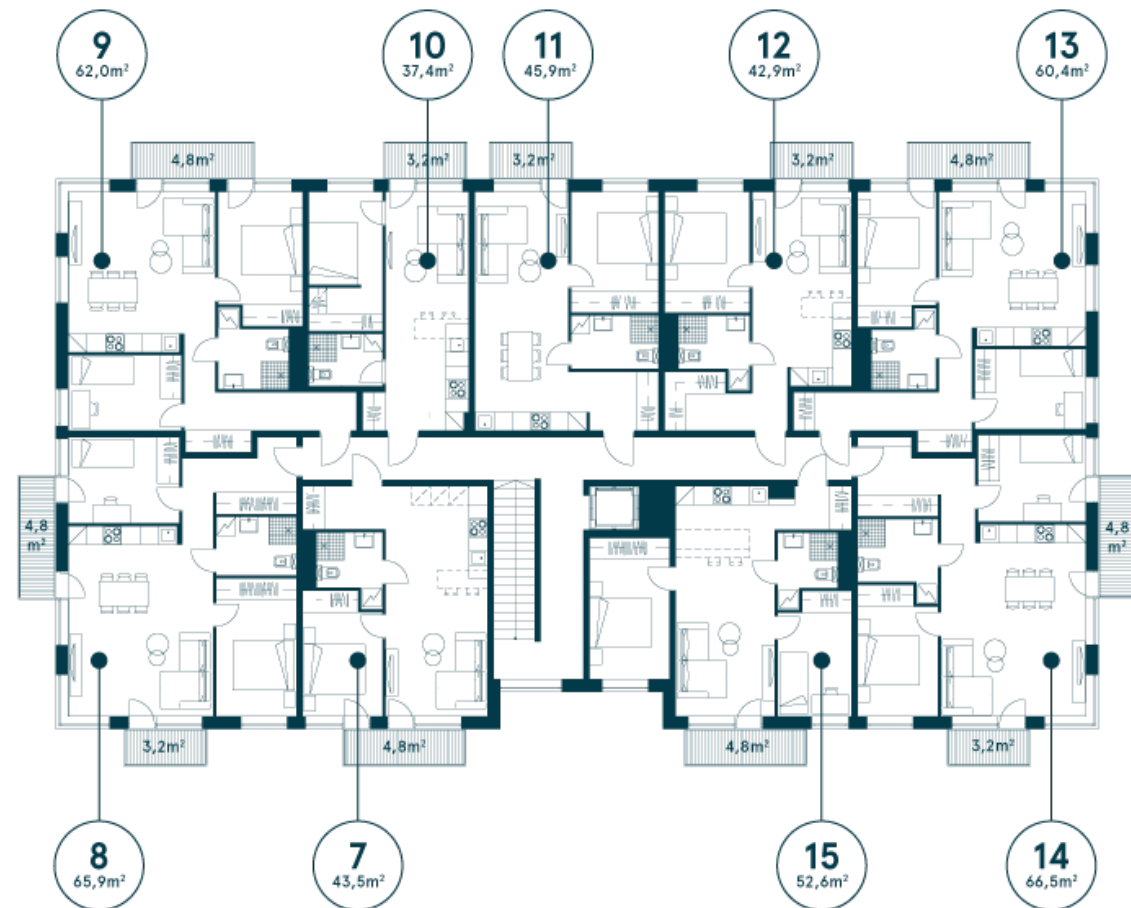 9
62,0m²
10
37,4m²
11
45,9m²
12
42,9m²
13
60,4m²
4,8m²
3,2m²
3,2m²
3,2m²
4,8m²
4,8
m²
4,8
m²
3,2m²
4,8m²
4,8m²
3,2m²
8
65,9m²
7
43,5m²
15
52,6m²
14
66,5m²